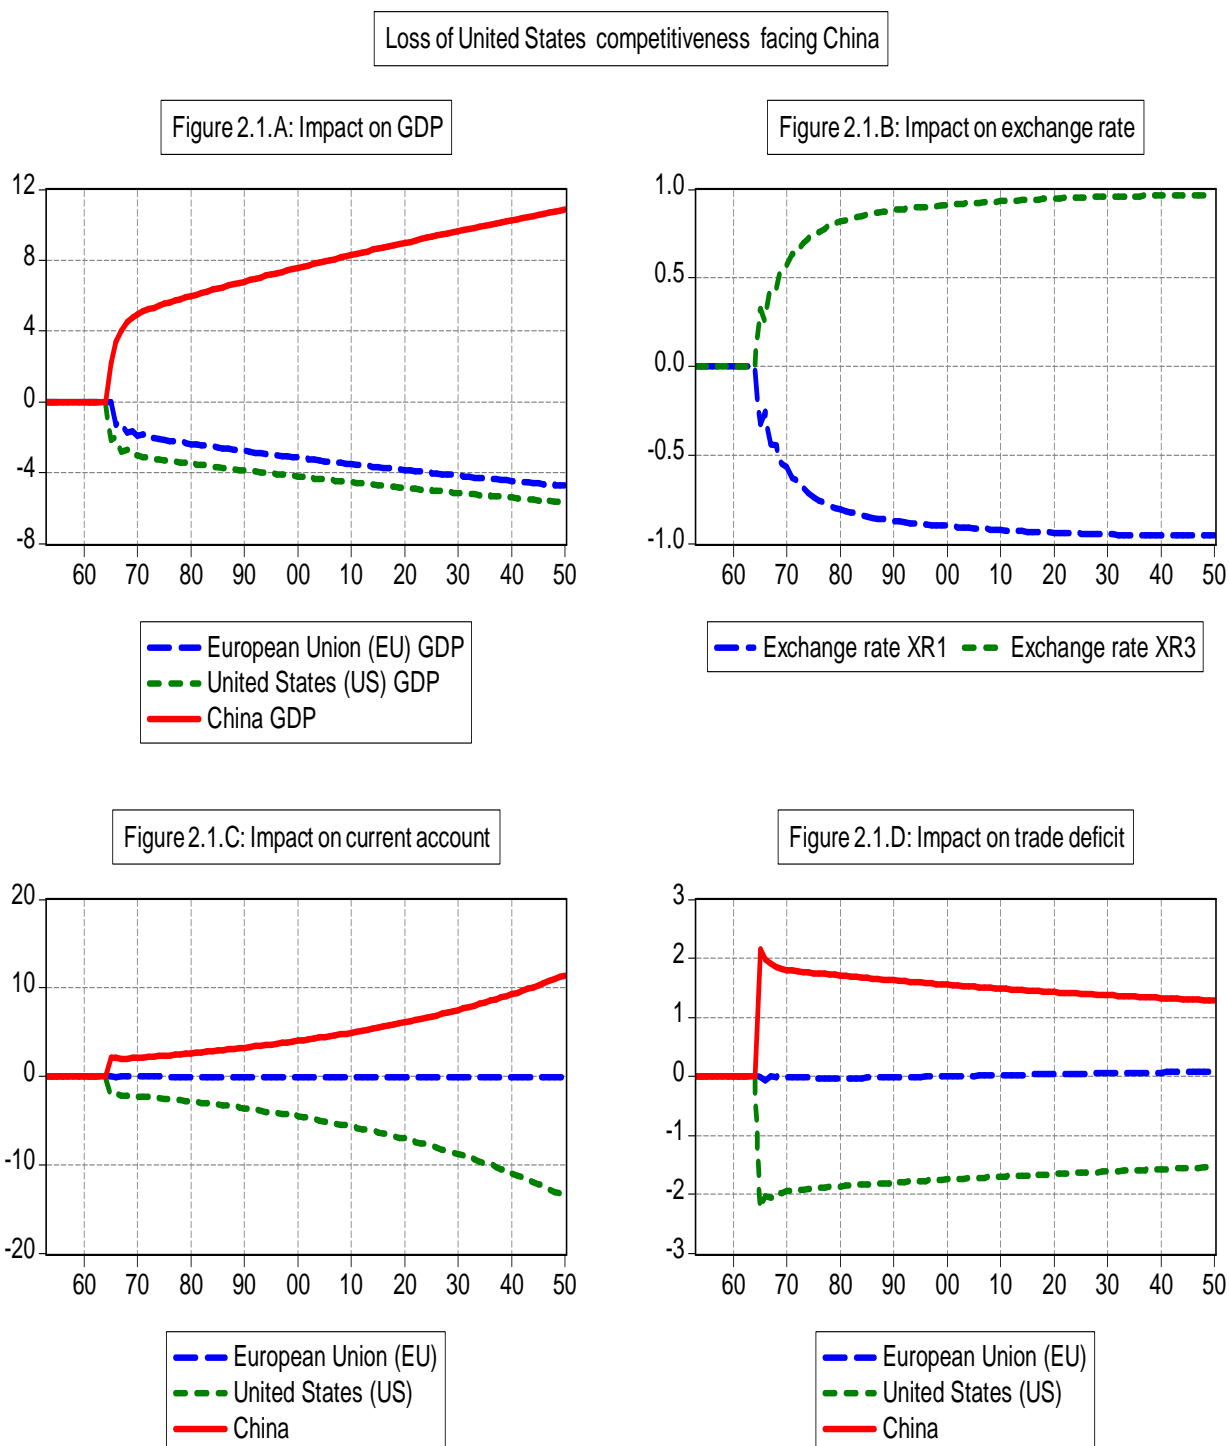 Loss of United States competitiveness facing China
Figure 2.1.A: Impact on GDP
12
8
4
0
-4
-8
60 70 80 90 00 10 20 30 40 50
European Union (EU) GDP
United States (US) GDP
China GDP
Figure 2.1.B: Impact on exchange rate
1.0
0.5
0.0
-0.5
-1.0
60 70 80 90 00 10 20 30 40 50
Exchange rate XR1 Exchange rate XR3
Figure 2.1.C: Impact on current account
20
10
0
-10
-20
60 70 80 90 00 10 20 30 40 50
European Union (EU)
United States (US)
China
Figure 2.1.D: Impact on trade deficit
3
2
1
0
-1
-2
-3
60 70 80 90 00 10 20 30 40 50
European Union (EU)
United States (US)
China